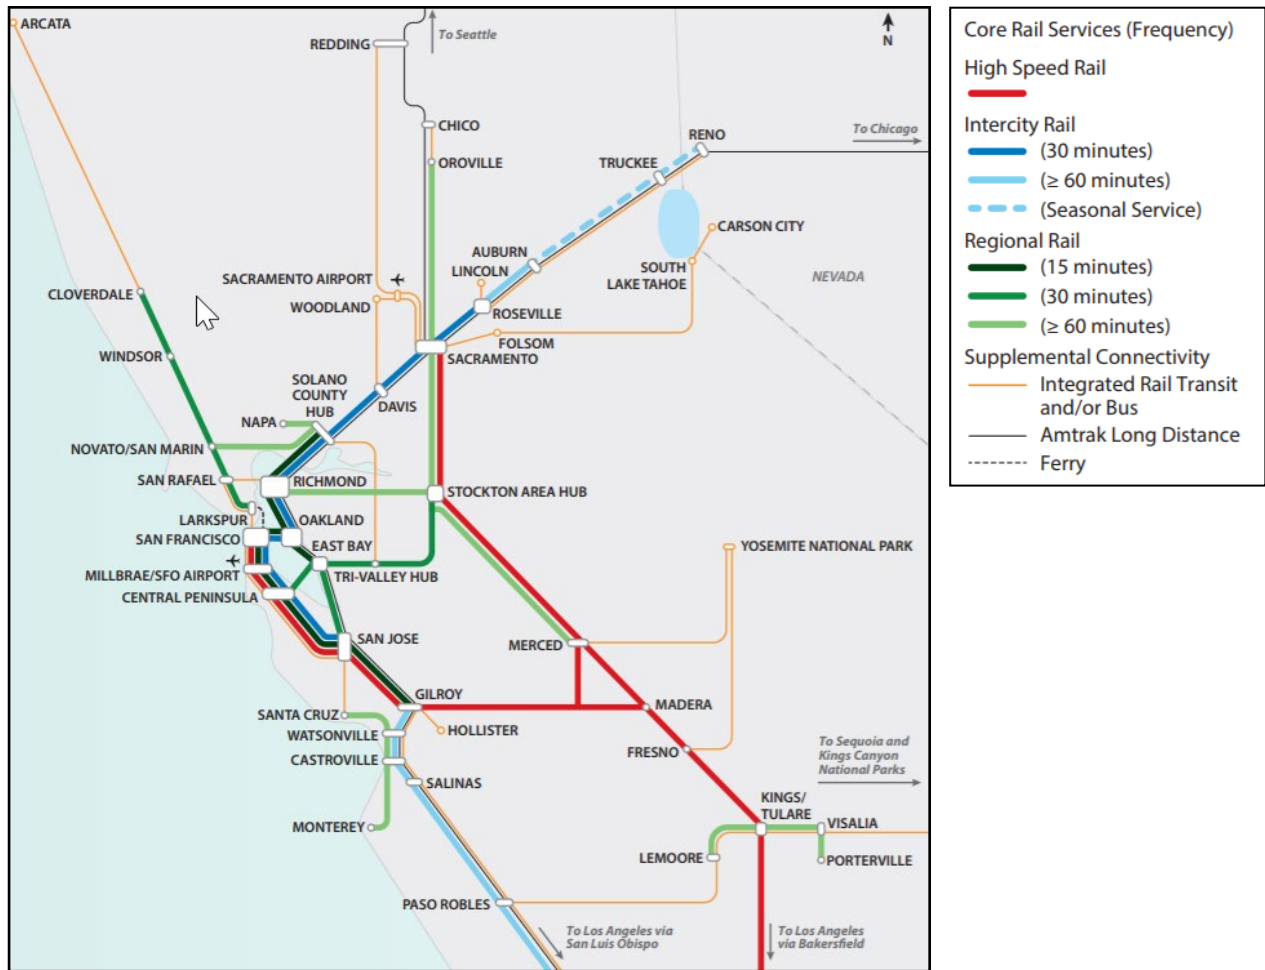 ARCATA
To Seattle
N
REDDING
CHICO
OROVILLE
RENO
To Chicago
TRUCKEE
CARSON CITY
AUBURN
LINCOLN
SOUTH
LAKE TAHOE
NEVADA
SACRAMENTO AIRPORT
WOODLAND
CLOVERDALE
ROSEVILLE
FOLSOM
SACRAMENTO
WINDSOR
SOLANO
COUNTY
HUB
DAVIS
NAPA
NOVATO/SAN MARIN
SAN RAFAEL
RICHMOND
STOCKTON AREA HUB
LARKSPUR
OAKLAND
SAN FRANCISCO
EAST BAY
YOSEMITE NATIONAL PARK
MILLBRAE/SFO AIRPORT
TRI-VALLEY HUB
CENTRAL PENINSULA
SAN JOSE
MERCED
GILROY
SANTA CRUZ
MADERA
WATSONVILLE
HOLLISTER
FRESNO
To Sequoia and
Kings Canyon
National Parks
CASTROVILLE
SALINAS
KINGS/
TULARE
VISALIA
MONTEREY
LEMOORE
PORTERVILLE
PASO ROBLES
To Los Angeles via
San Luis Obispo
To Los Angeles
via Bakersfield
Core Rail Services (Frequency)
High Speed Rail
Intercity Rail
(30 minutes)
(≥ 60 minutes)
(Seasonal Service)
Regional Rail
(15 minutes)
(30 minutes)
(≥ 60 minutes)
Supplemental Connectivity
Integrated Rail Transit
and/or Bus
Amtrak Long Distance
Ferry